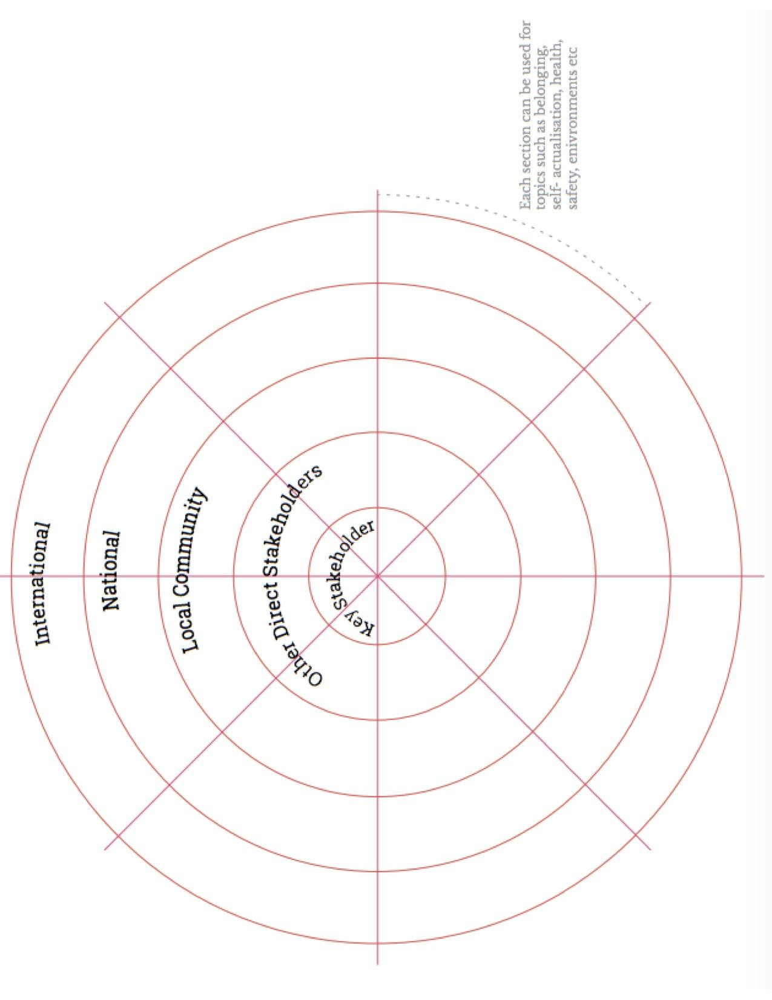 Each section can be used for
topics such as belonging,
self- actualisation, health,
safety, enivronments etc
International
National
Local Community
Other Direct Stakeholders
Key Stakeholder